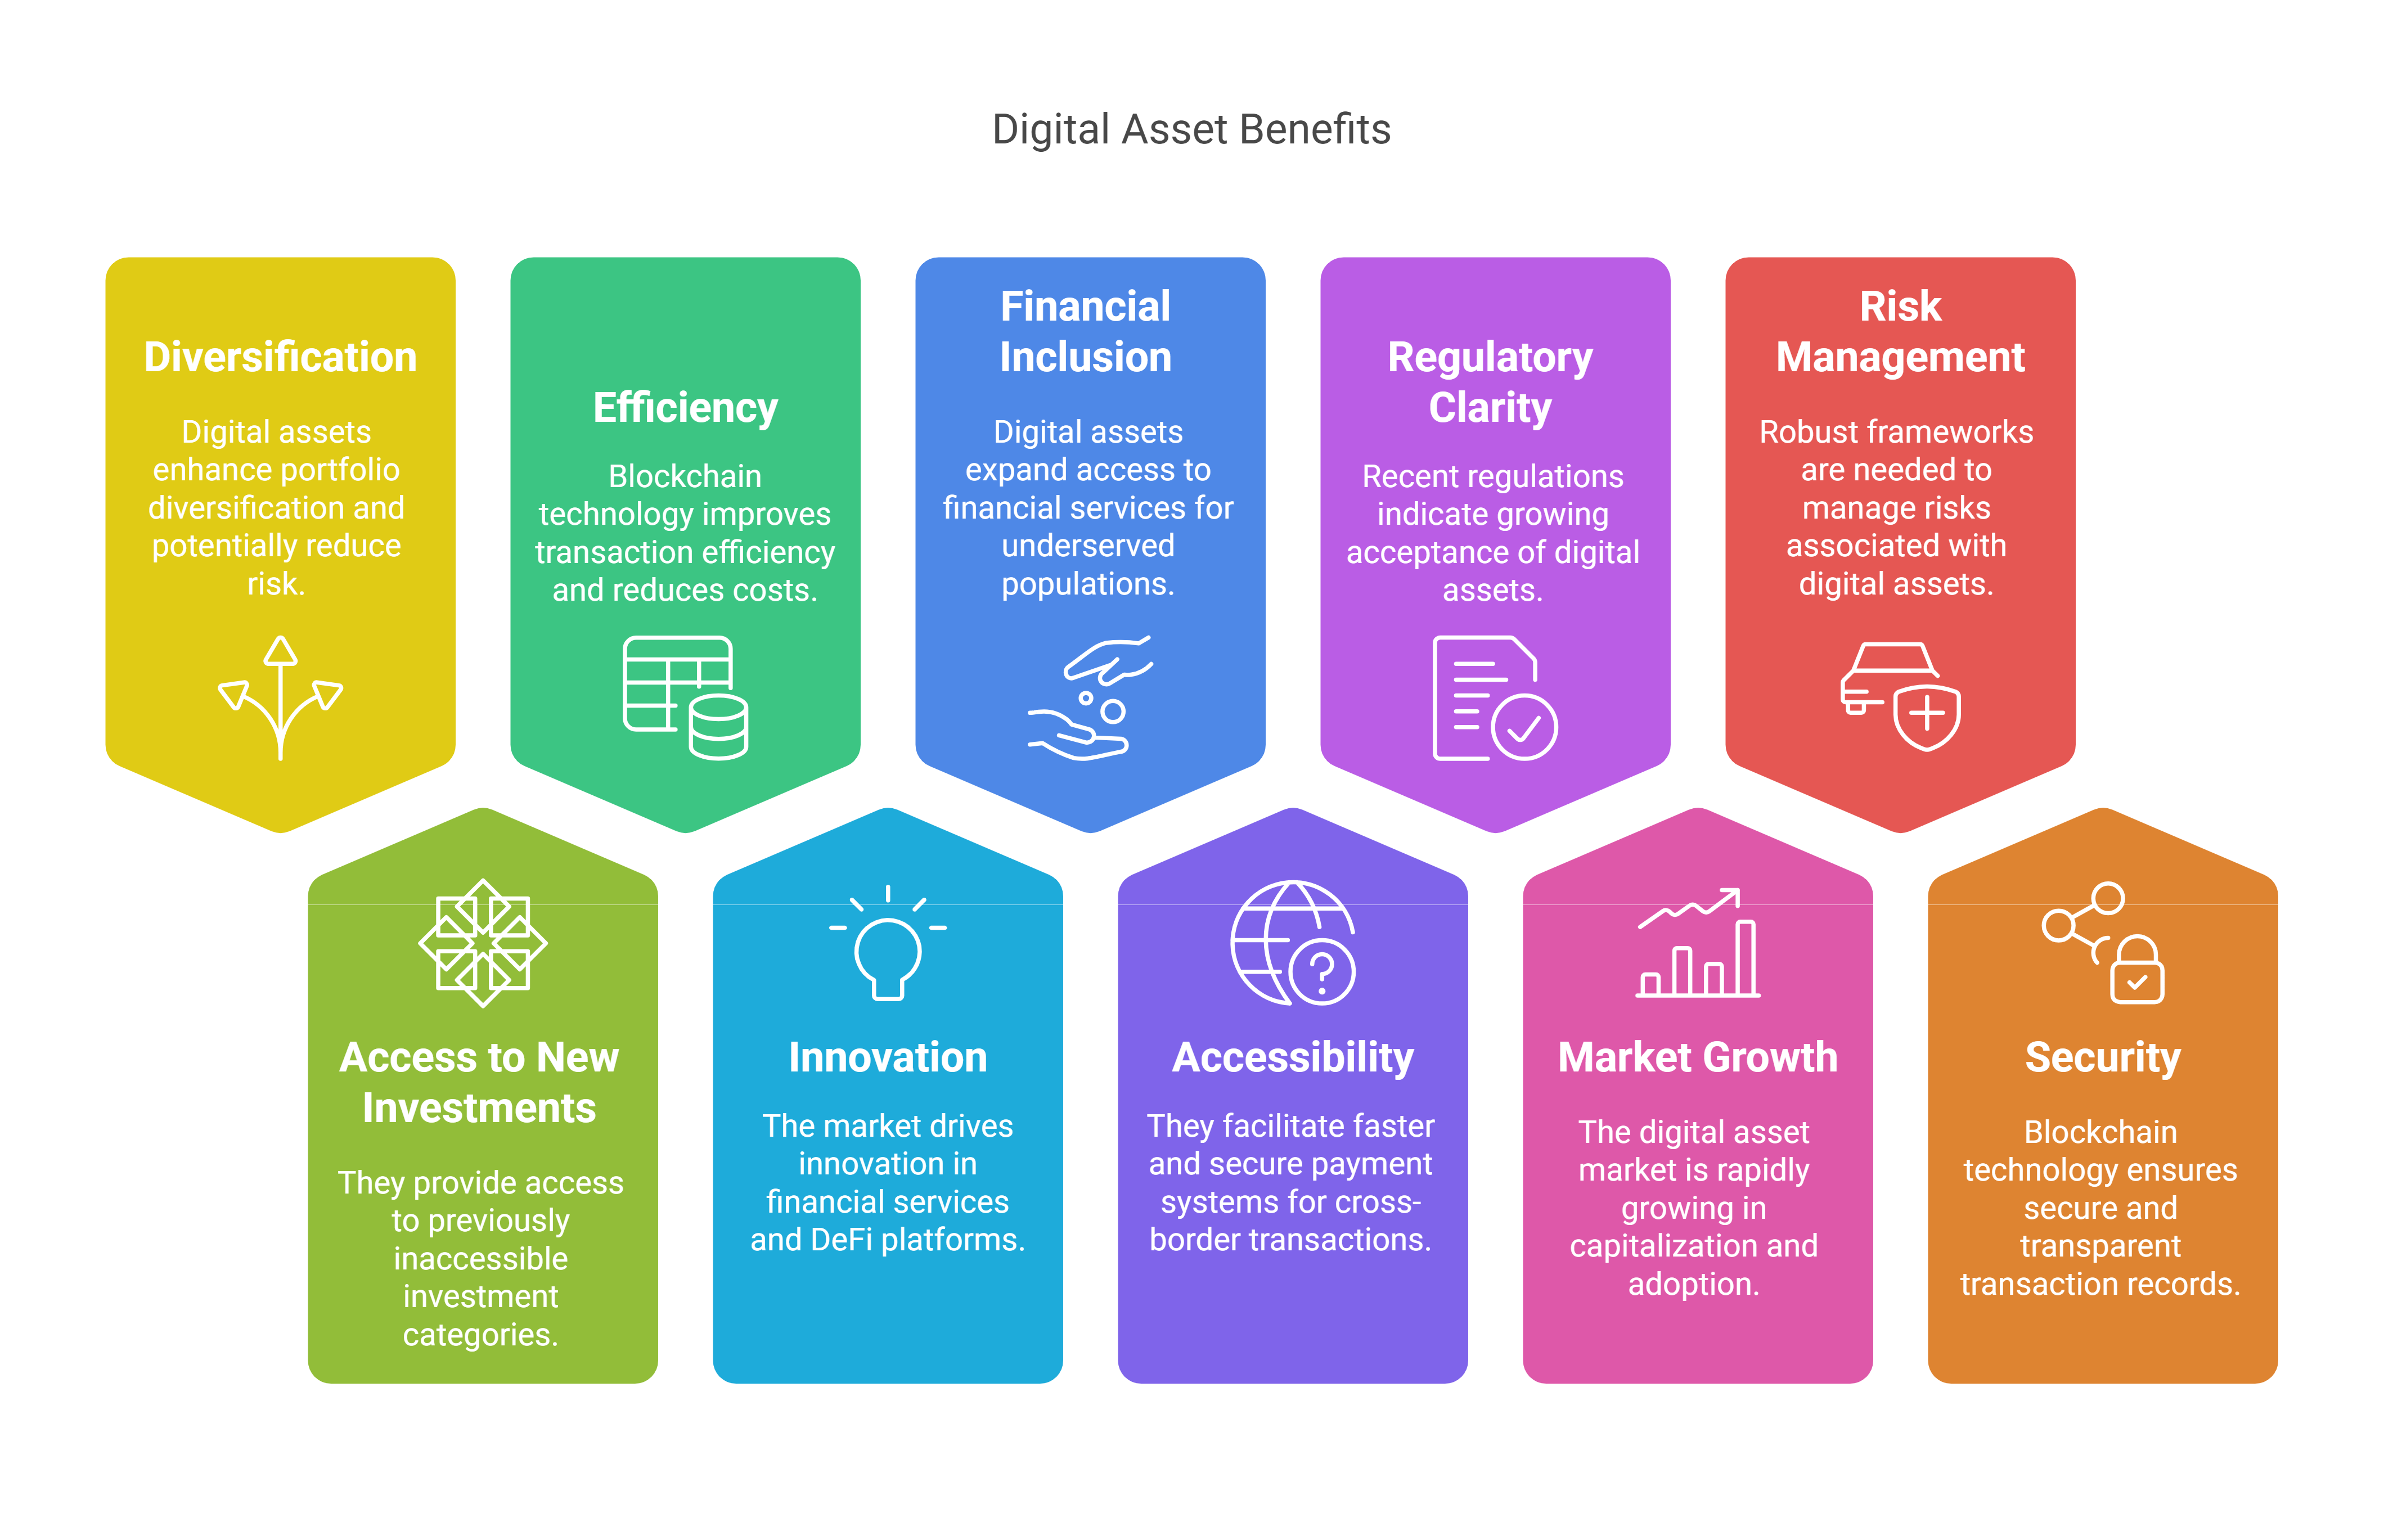 Digital Asset Benefits
Diversification
Digital assets
enhance portfolio
diversification and
potentially reduce
risk.
Efficiency
Blockchain
technology improves
transaction efficiency
and reduces costs.
Financial
Inclusion
Digital assets
expand access to
financial services for
underserved
populations.
Regulatory
Clarity
Recent regulations
indicate growing
acceptance of digital
assets.
Risk
Management
Robust frameworks
are needed to
manage risks
associated with
digital assets.
Access to New
Investments
They provide access
to previously
inaccessible
investment
categories.
Innovation
The market drives
innovation in
financial services
and DeFi platforms.
?
Accessibility
They facilitate faster
and secure payment
systems for cross-
border transactions.
Market Growth
The digital asset
market is rapidly
growing in
capitalization and
adoption.
Security
Blockchain
technology ensures
secure and
transparent
transaction records.